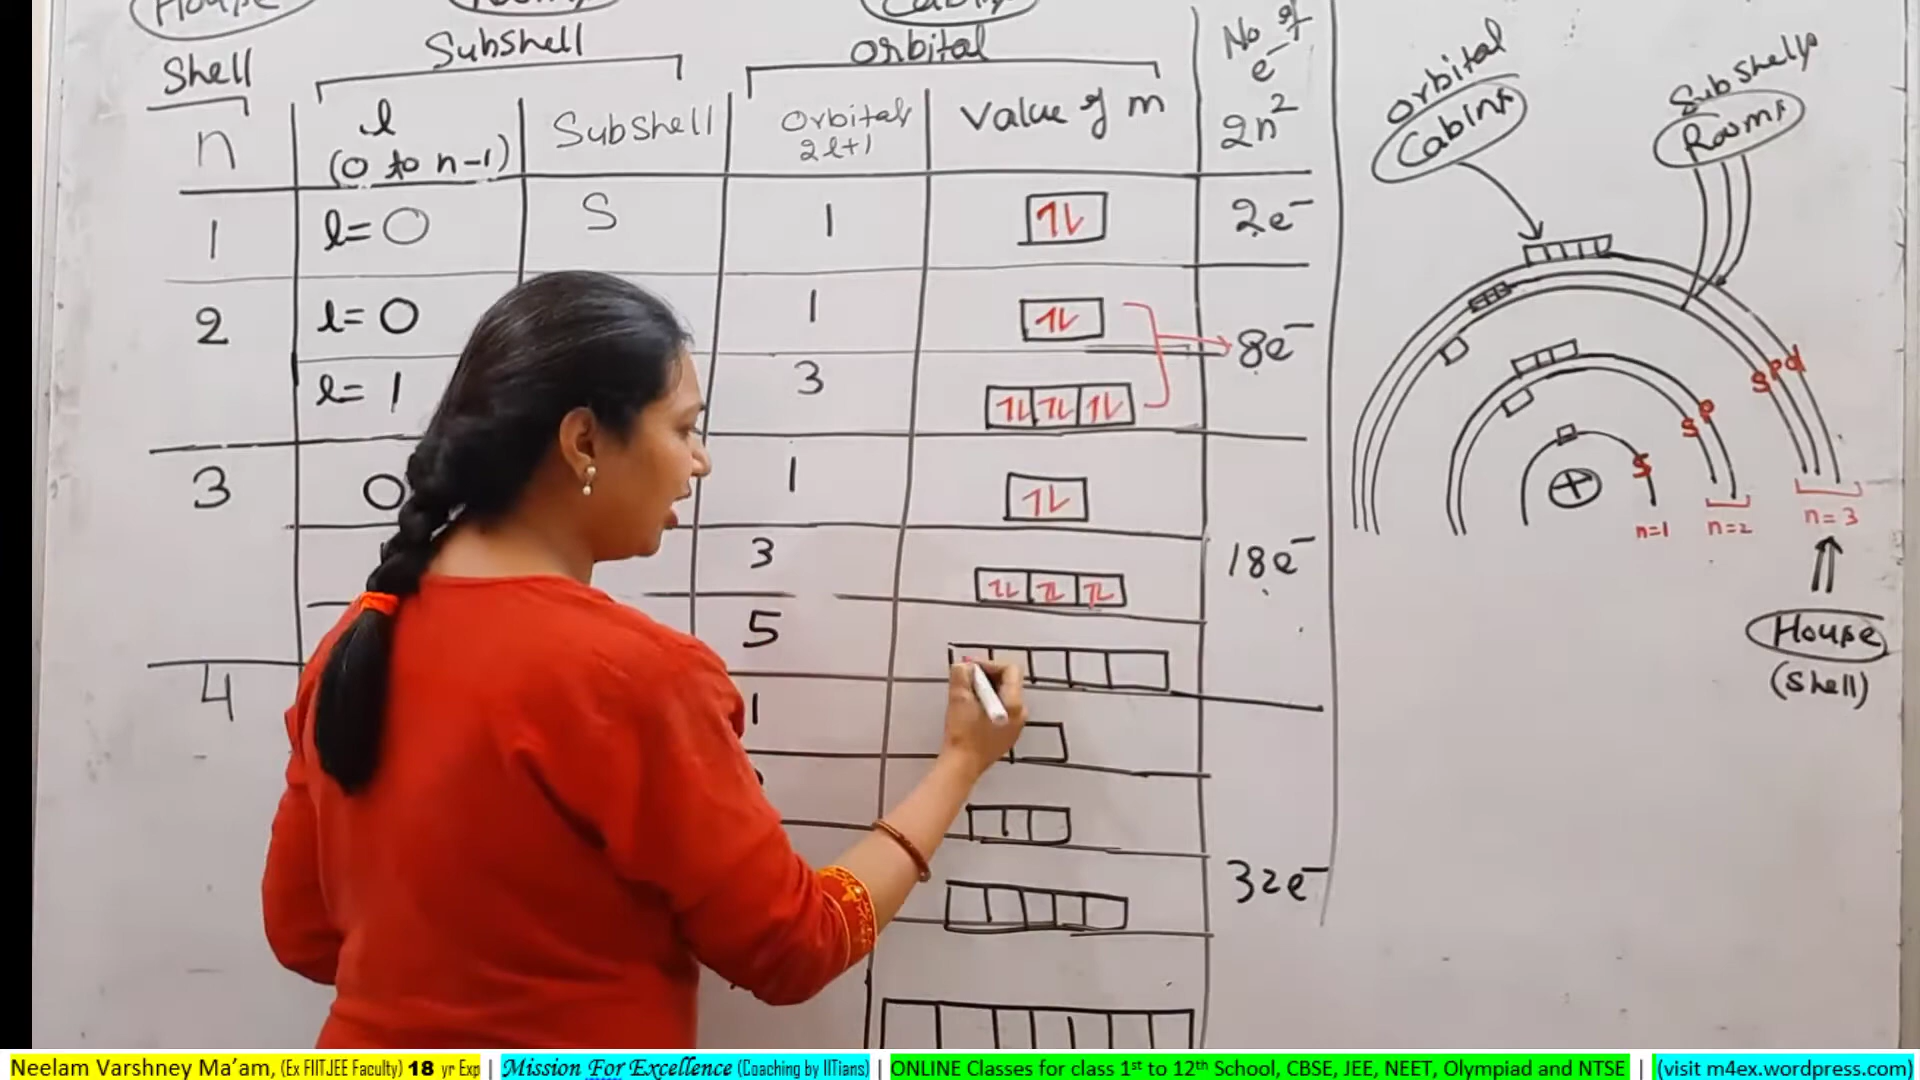 House
Shell
Subshell
Orbital
No of
e⁻
n
l
(0 to n-1)
Subshell
Orbitals
2l+1
Value of m
2n²
1
l= 0
S
1
1l
2e⁻
2
l= 0
1
1l
8e⁻
l= 1
3
1l 1l 1l
3
0
1
1l
18e⁻
3
1l 1l 1l
5
4
1
32e⁻
Orbital
Cabins
Subshells
Rooms
s p d
s p
s
n=1
n=2
n=3
House
(Shell)
Neelam Varshney Ma'am, (Ex FIITJEE Faculty) 18 yr Exp | Mission For Excellence (Coaching by IITians) | ONLINE Classes for class 1st to 12th School, CBSE, JEE, NEET, Olympiad and NTSE | (visit m4ex.wordpress.com)